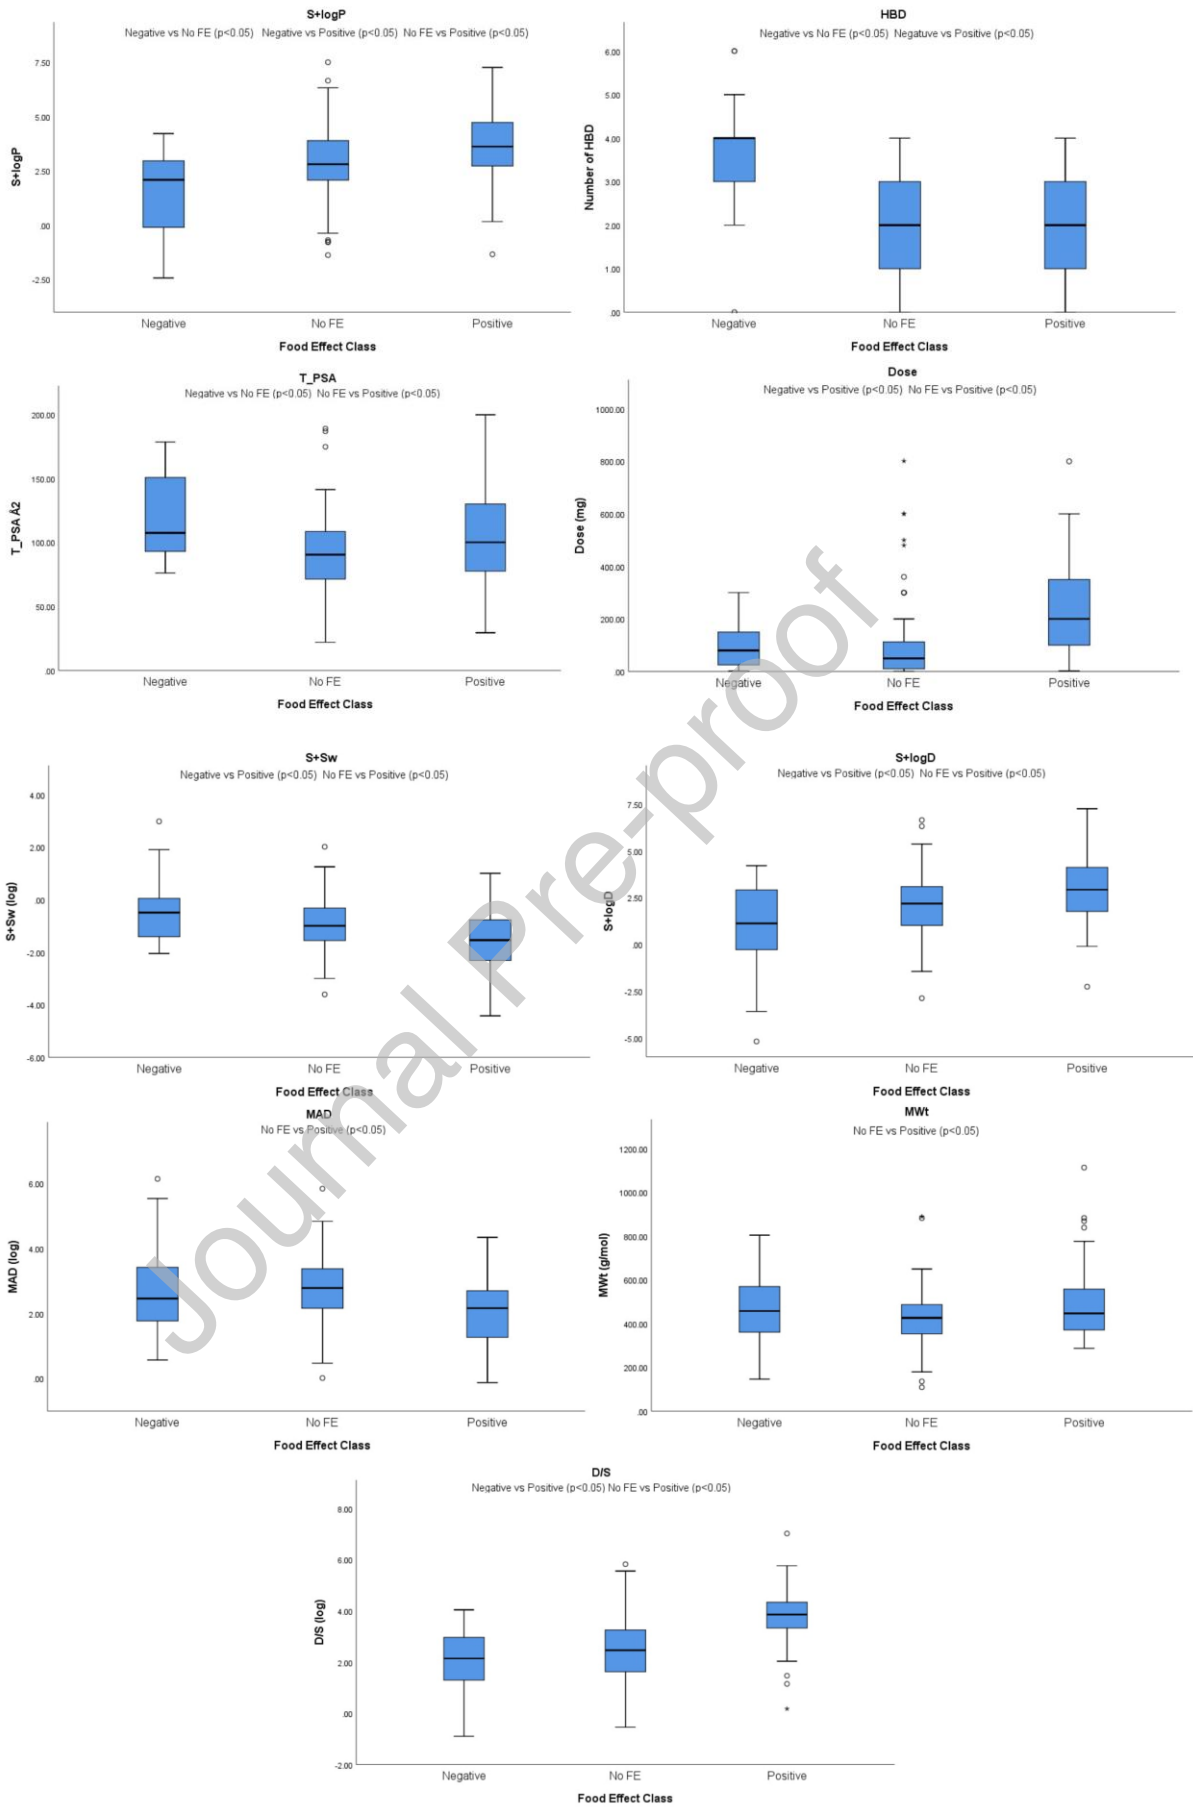 S+logP
Negative vs No FE (p<0.05) Negative vs Positive (p<0.05) No FE vs Positive (p<0.05)
7.50
5.00
2.50
.00
-2.50
S+logP
Negative No FE Positive
Food Effect Class
HBD
Negative vs No FE (p<0.05) Negatuve vs Positive (p<0.05)
6.00
5.00
4.00
3.00
2.00
1.00
.00
Number of HBD
Negative No FE Positive
Food Effect Class
T_PSA
Negative vs No FE (p<0.05) No FE vs Positive (p<0.05)
200.00
150.00
100.00
50.00
.00
T_PSA Å2
Negative No FE Positive
Food Effect Class
Dose
Negative vs Positive (p<0.05) No FE vs Positive (p<0.05)
1000.00
800.00
600.00
400.00
200.00
.00
Dose (mg)
Negative No FE Positive
Food Effect Class
S+Sw
Negative vs Positive (p<0.05) No FE vs Positive (p<0.05)
4.00
2.00
.00
-2.00
-4.00
-6.00
S+Sw (log)
Negative No FE Positive
Food Effect Class
S+logD
Negative vs Positive (p<0.05) No FE vs Positive (p<0.05)
7.50
5.00
2.50
.00
-2.50
-5.00
S+logD
Negative No FE Positive
Food Effect Class
MAD
No FE vs Positive (p<0.05)
6.00
4.00
2.00
.00
MAD (log)
Negative No FE Positive
Food Effect Class
MWt
No FE vs Positive (p<0.05)
1200.00
1000.00
800.00
600.00
400.00
200.00
.00
MWt (g/mol)
Negative No FE Positive
Food Effect Class
D/S
Negative vs Positive (p<0.05) No FE vs Positive (p<0.05)
8.00
6.00
4.00
2.00
.00
-2.00
D/S (log)
Negative No FE Positive
Food Effect Class
Journal Pre-proof